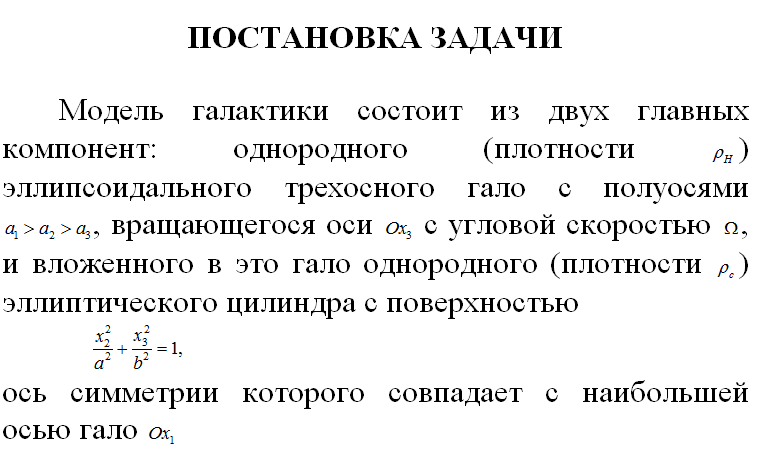 ПОСТАНОВКА ЗАДАЧИ
Модель галактики состоит из двух главных
компонент: однородного (плотности ρ_H)
эллипсоидального трехосного гало с полуосями
a₁ > a₂ > a₃, вращающегося оси Ox₃ с угловой скоростью Ω,
и вложенного в это гало однородного (плотности ρ_c)
эллиптического цилиндра с поверхностью
x₂²/a² + x₃²/b² = 1,
ось симметрии которого совпадает с наибольшей
осью гало Ox₁